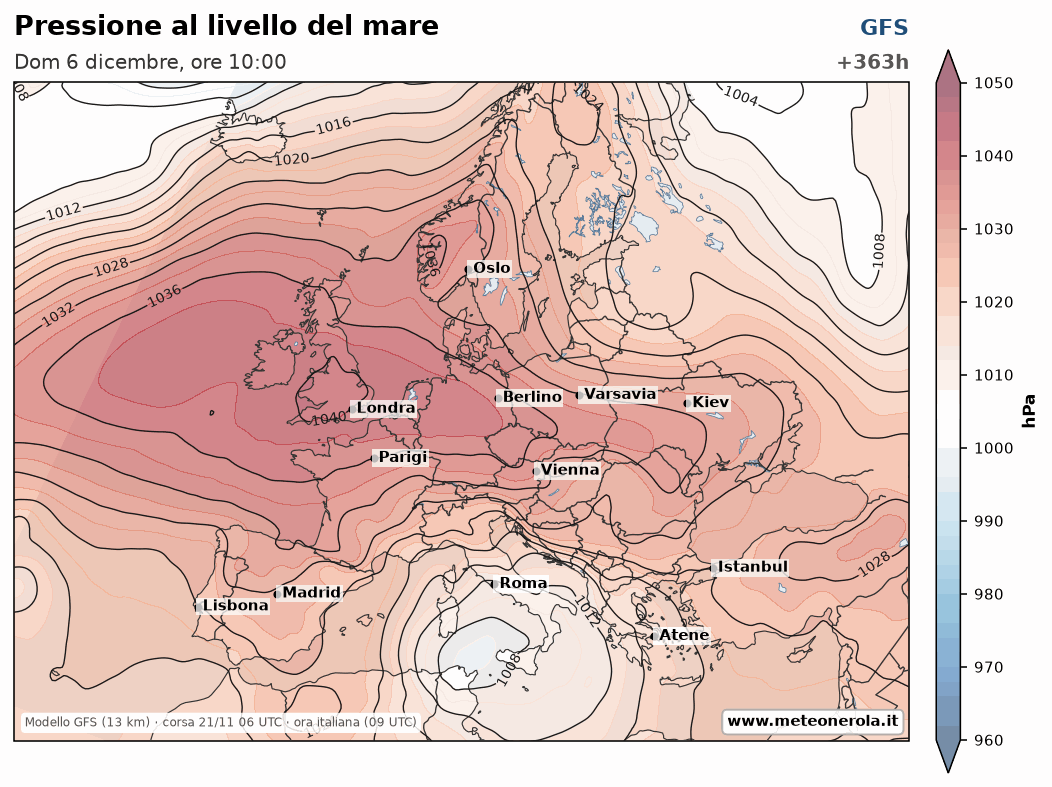 Pressione al livello del mare
GFS
Dom 6 dicembre, ore 10:00
+363h
1004
1016
1020
1012
1008
1028
1036
1032
1036
Oslo
Berlino
Varsavia
Kiev
Londra
1040
Parigi
Vienna
Istanbul
1028
Roma
Madrid
Lisbona
1012
Atene
1008
Modello GFS (13 km) · corsa 21/11 06 UTC · ora italiana (09 UTC)
www.meteonerola.it
1050
1040
1030
1020
1010
1000
990
980
970
960
hPa